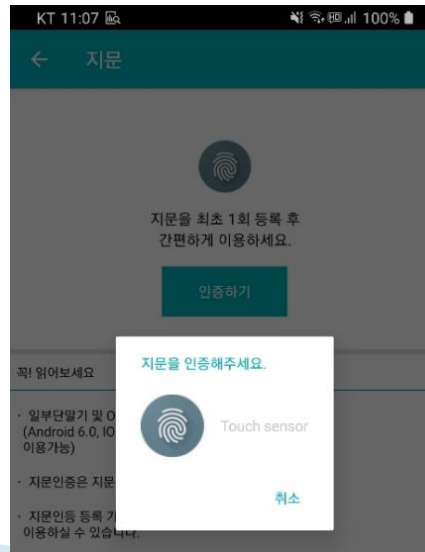 KT 11:07
100%
지문
지문을 최초 1회 등록 후
간편하게 이용하세요.
인증하기
꼭! 읽어보세요
지문을 인증해주세요.
Touch sensor
취소
· 일부단말기 및 O
(Android 6.0, IO
이용가능)
· 지문인증은 지문
· 지문인등 등록 기
이용하실 수 있습니다.